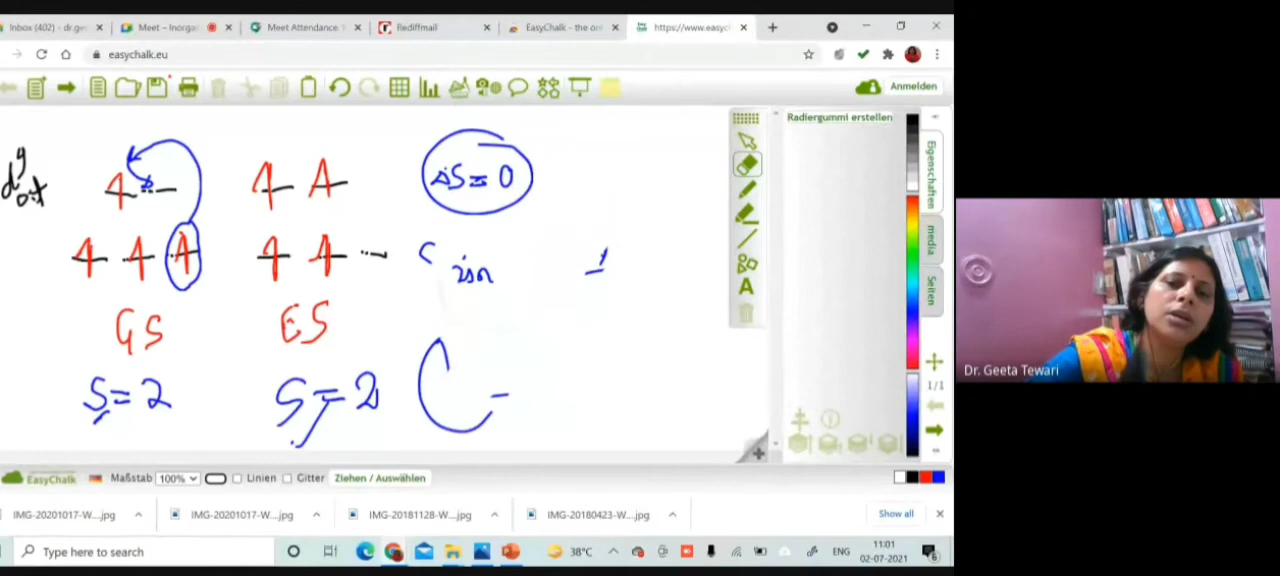 Inbox (402) - dr.ge
Meet – Inorga
Meet Attendance
Rediffmail
EasyChalk - the onl
https://www.easyc
easychalk.eu
Anmelden
Radiergummi erstellen
Eigenschaften
media
Seiten
1/1
ΔS = 0
GS
ES
S = 2
S = 2
Dr. Geeta Tewari
EasyChalk
Maßstab
100%
Linien
Gitter
Ziehen / Auswählen
IMG-20201017-W....jpg
IMG-20201017-W....jpg
IMG-20181128-W....jpg
IMG-20180423-W....jpg
Show all
Type here to search
38°C
ENG
11:01
02-07-2021